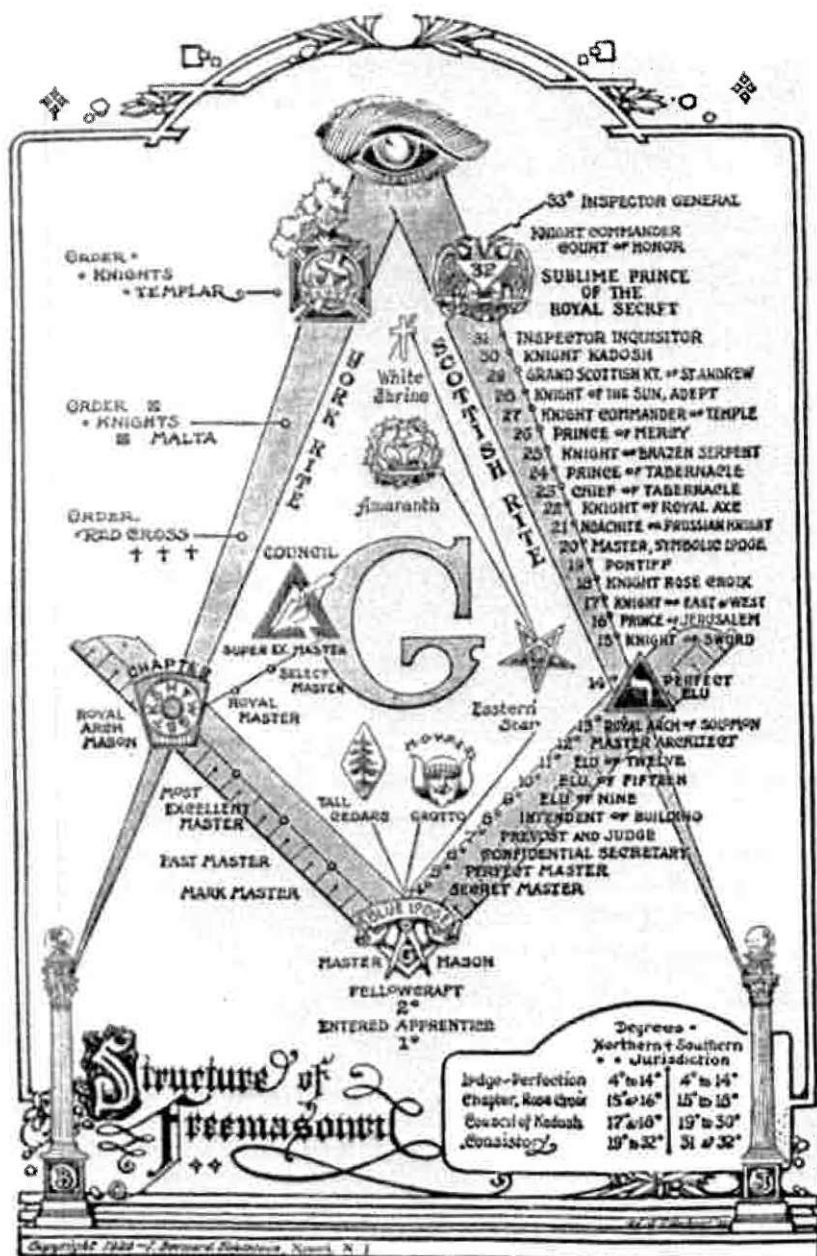 33° INSPECTOR GENERAL
KNIGHT COMMANDER
COURT OF HONOR
SUBLIME PRINCE
OF THE
ROYAL SECRET
32
ORDER
KNIGHTS
TEMPLAR
ORDER
KNIGHTS
MALTA
ORDER
RED CROSS
YORK RITE
SCOTTISH RITE
White
Shrine
Amaranth
Eastern
Star
31° INSPECTOR INQUISITOR
30° KNIGHT KADOSH
29° GRAND SCOTTISH KT. OF ST. ANDREW
28° KNIGHT OF THE SUN, ADEPT
27° KNIGHT COMMANDER OF TEMPLE
26° PRINCE OF MERCY
25° KNIGHT OF BRAZEN SERPENT
24° PRINCE OF TABERNACLE
23° CHIEF OF TABERNACLE
22° KNIGHT OF ROYAL AXE
21° NOACHITE OR PRUSSIAN KNIGHT
20° MASTER, SYMBOLIC LODGE
19° PONTIFF
18° KNIGHT ROSE CROIX
17° KNIGHT OF EAST & WEST
16° PRINCE OF JERUSALEM
15° KNIGHT OF SWORD
14° PERFECT
ELU
13° ROYAL ARCH OF SOLOMON
12° MASTER ARCHITECT
11° ELU OF TWELVE
10° ELU OF FIFTEEN
9° ELU OF NINE
8° INTENDENT OF BUILDING
7° PREVOST AND JUDGE
6° CONFIDENTIAL SECRETARY
5° PERFECT MASTER
4° SECRET MASTER
COUNCIL
SUPER EX. MASTER
SELECT
MASTER
ROYAL
MASTER
G
CHAPTER
ROYAL
ARCH
MASON
MOST
EXCELLENT
MASTER
PAST MASTER
MARK MASTER
TALL
CEDARS
GROTTO
BLUE LODGE
G
MASTER MASON
FELLOWCRAFT
2°
ENTERED APPRENTICE
1°
Structure of
Freemasonry
Degrees
Northern & Southern
Jurisdiction
Lodge-Perfection 4° to 14° 4° to 14°
Chapter, Rose Croix 15° & 16° 15° to 18°
Council of Kadosh 17° & 18° 19° to 30°
Consistory 19° to 32° 31 & 32°
B
J
Copyright
N. J.